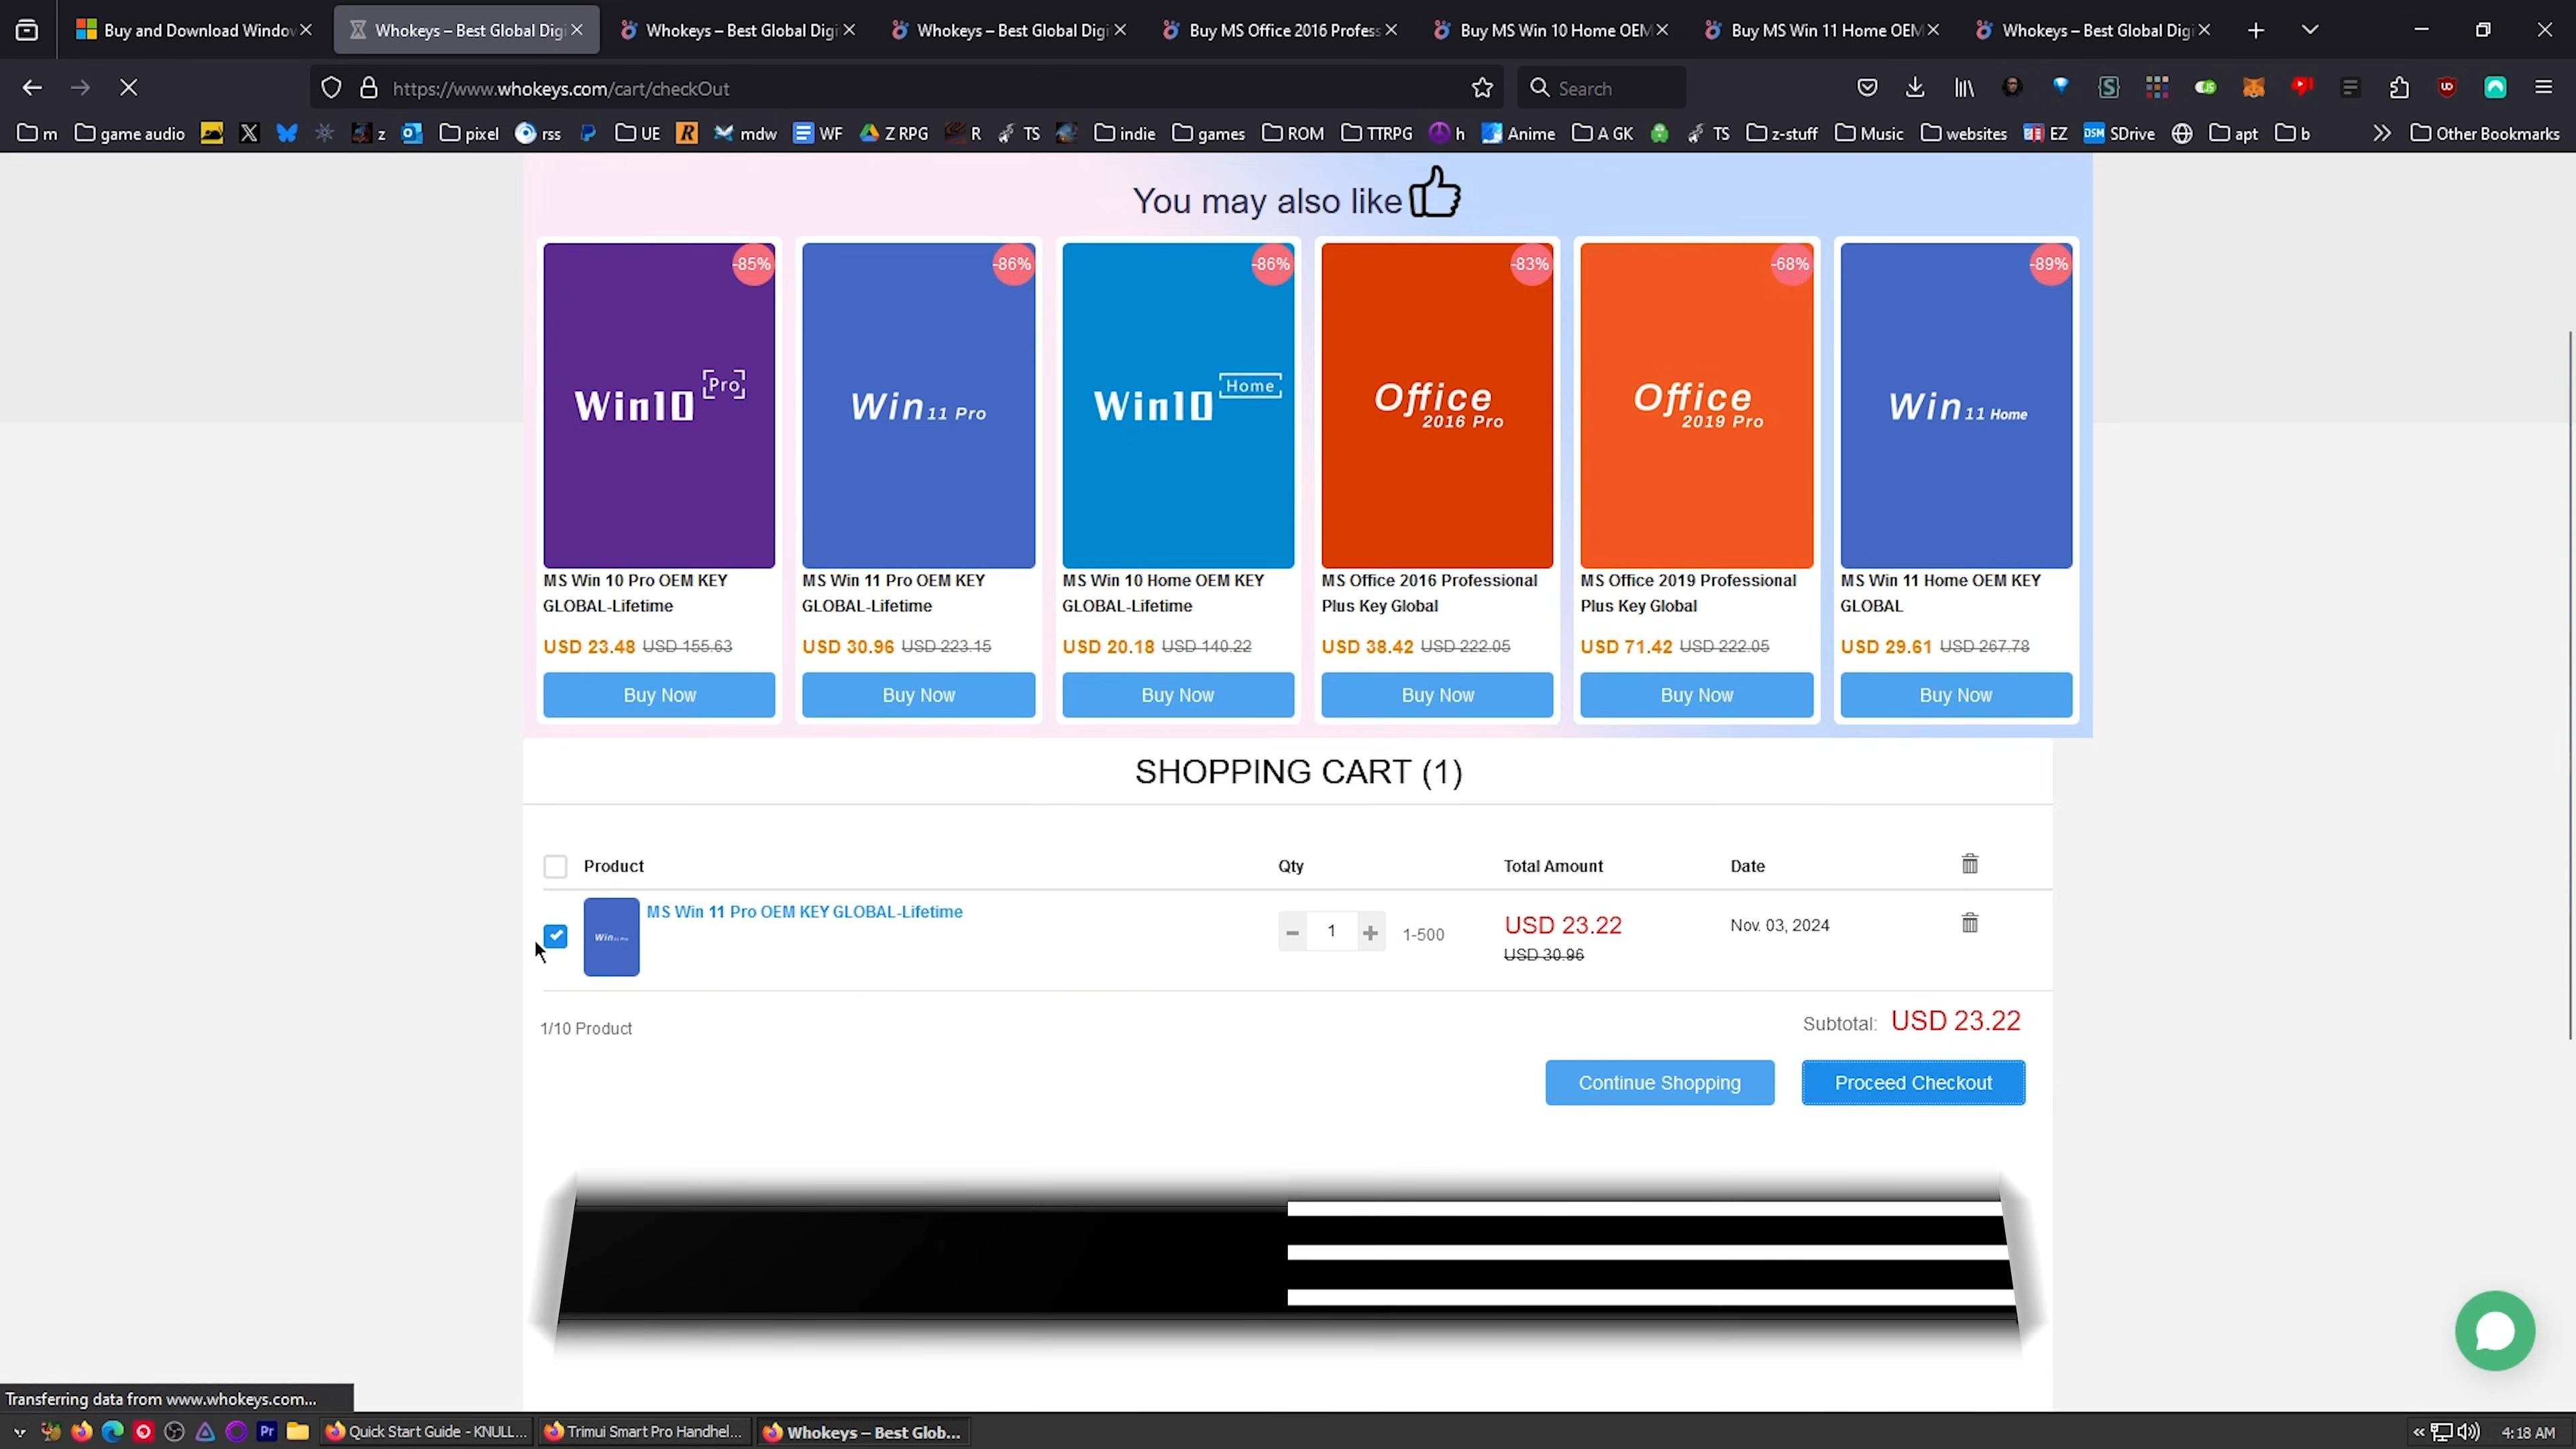 Buy and Download Window
Whokeys – Best Global Digi
Whokeys – Best Global Digi
Whokeys – Best Global Digi
Buy MS Office 2016 Profess
Buy MS Win 10 Home OEM
Buy MS Win 11 Home OEM
Whokeys – Best Global Digi
https://www.whokeys.com/cart/checkOut
Search
m game audio X z pixel rss UE R mdw WF Z RPG R TS indie games ROM TTRPG h Anime A GK TS z-stuff Music websites EZ DSM SDrive apt b Other Bookmarks
You may also like
-85% -86% -86% -83% -68% -89%
Win10 Pro
Win 11 Pro
Win10 Home
Office 2016 Pro
Office 2019 Pro
Win 11 Home
MS Win 10 Pro OEM KEY
GLOBAL-Lifetime
USD 23.48 USD 155.63
Buy Now
MS Win 11 Pro OEM KEY
GLOBAL-Lifetime
USD 30.96 USD 223.15
Buy Now
MS Win 10 Home OEM KEY
GLOBAL-Lifetime
USD 20.18 USD 140.22
Buy Now
MS Office 2016 Professional
Plus Key Global
USD 38.42 USD 222.05
Buy Now
MS Office 2019 Professional
Plus Key Global
USD 71.42 USD 222.05
Buy Now
MS Win 11 Home OEM KEY
GLOBAL
USD 29.61 USD 267.78
Buy Now
SHOPPING CART (1)
Product Qty Total Amount Date
Win 11 Pro
MS Win 11 Pro OEM KEY GLOBAL-Lifetime
1 1-500
USD 23.22
USD 30.96
Nov. 03, 2024
1/10 Product
Subtotal: USD 23.22
Continue Shopping
Proceed Checkout
Transferring data from www.whokeys.com...
Pr
Quick Start Guide - KNULL...
Trimui Smart Pro Handhel...
Whokeys – Best Glob...
4:18 AM